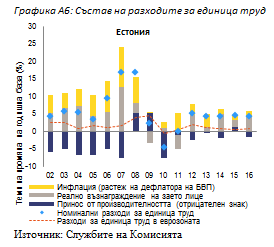 Графика А6: Състав на разходите за единица труд
Естония
Темп на промяна на годишна база (%)
30
25
20
15
10
5
0
-5
-10
02 03 04 05 06 07 08 09 10 11 12 13 14 15 16
Инфлация (растеж на дефлатора на БВП)
Реално възнаграждение на заето лице
Принос от производителността (отрицателен знак)
Номинални разходи за единица труд
Разходи за единица труд в еврозоната
Източник: Службите на Комисията